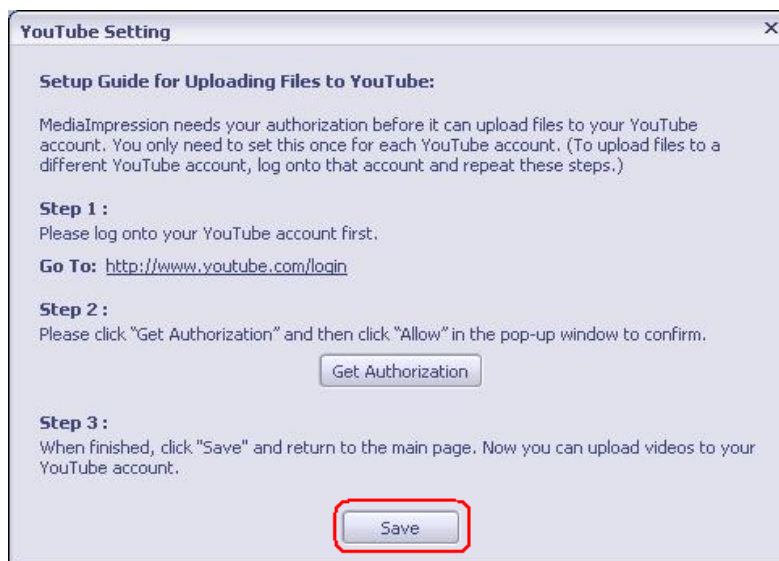 YouTube Setting
Setup Guide for Uploading Files to YouTube:
MediaImpression needs your authorization before it can upload files to your YouTube
account. You only need to set this once for each YouTube account. (To upload files to a
different YouTube account, log onto that account and repeat these steps.)
Step 1 :
Please log onto your YouTube account first.
Go To: http://www.youtube.com/login
Step 2 :
Please click “Get Authorization” and then click “Allow” in the pop-up window to confirm.
Get Authorization
Step 3 :
When finished, click "Save" and return to the main page. Now you can upload videos to your
YouTube account.
Save